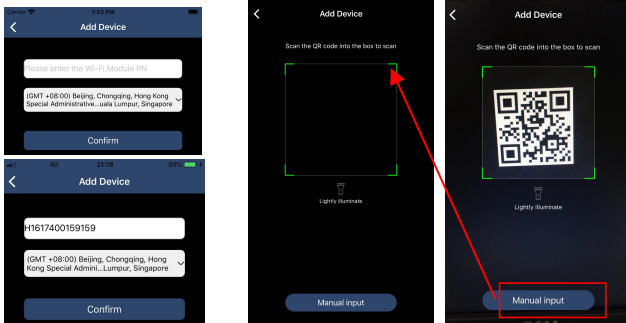 Carrier 1:53 PM
Add Device
Please enter the Wi-Fi Module PN
(GMT +08:00) Beijing, Chongqing, Hong Kong
Special Administrative...uala Lumpur, Singapore
Confirm
4G 21:18 99%
Add Device
H1617400159159
(GMT +08:00) Beijing, Chongqing, Hong
Kong Special Admini...Lumpur, Singapore
Confirm
Add Device
Scan the QR code into the box to scan
Lightly illuminate
Manual input
Add Device
Scan the QR code into the box to scan
Lightly illuminate
Manual input